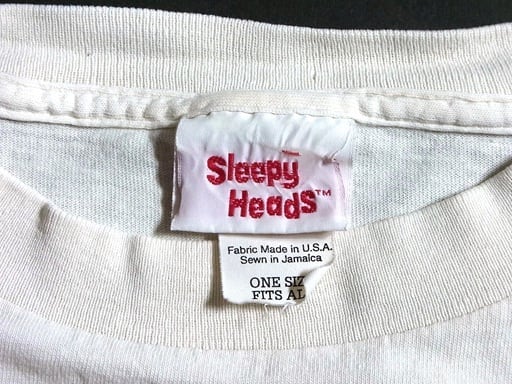 Sleepy
Heads™
Fabric Made in U.S.A.
Sewn in Jamaica
ONE SIZ
FITS AL